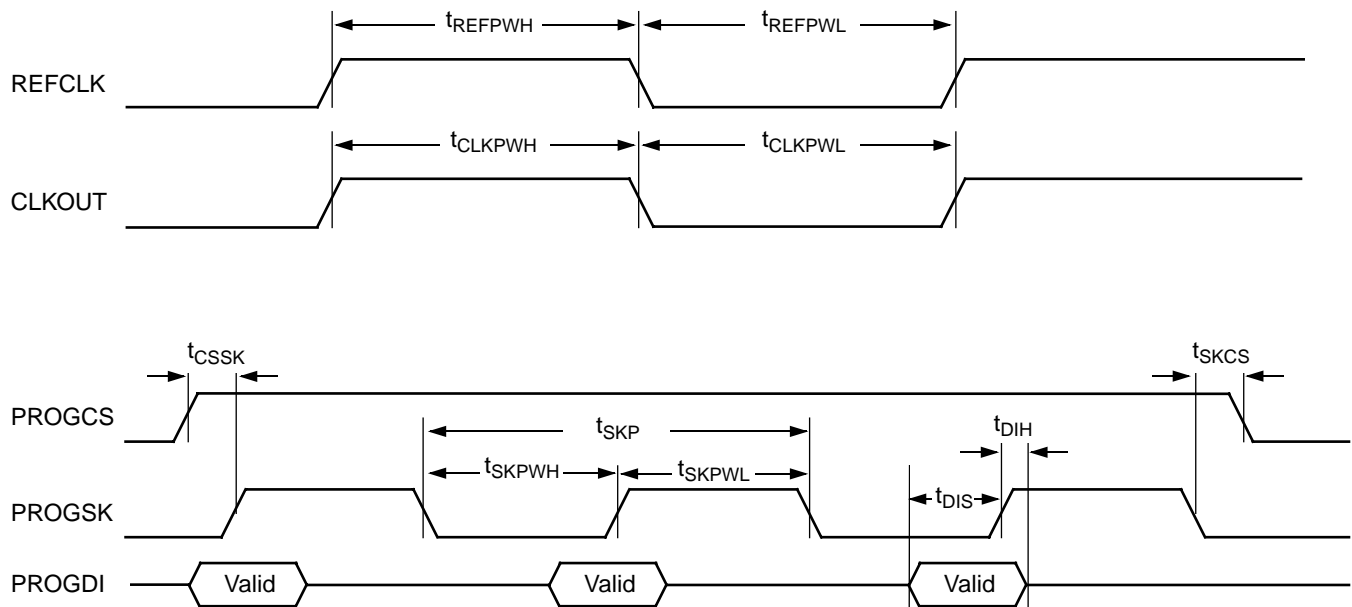 tREFPWH tREFPWL
REFCLK
tCLKPWH tCLKPWL
CLKOUT
tCSSK tSKCS
PROGCS
tSKP tDIH
tSKPWH tSKPWL
tDIS
PROGSK
PROGDI Valid Valid Valid